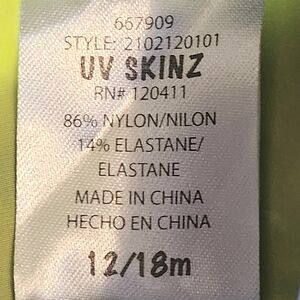 667909
STYLE: 2102120101
UV SKINZ
RN# 120411
86% NYLON/NILON
14% ELASTANE/
ELASTANE
MADE IN CHINA
HECHO EN CHINA
12/18m